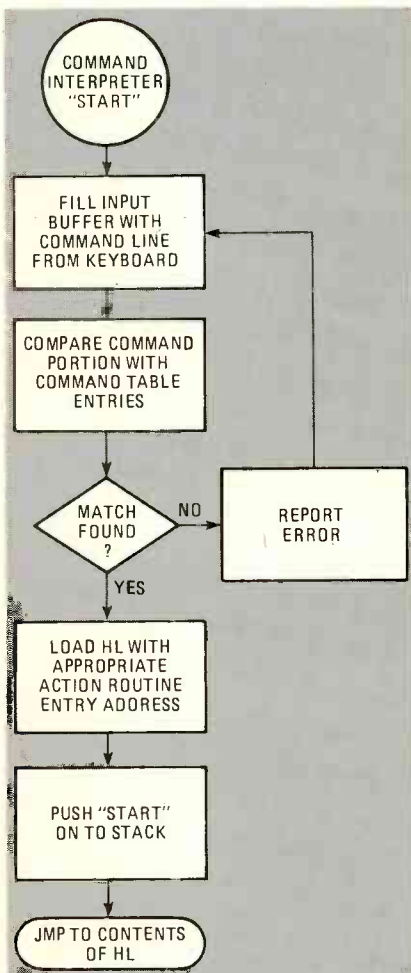 COMMAND
INTERPRETER
"START"
FILL INPUT
BUFFER WITH
COMMAND LINE
FROM KEYBOARD
COMPARE COMMAND
PORTION WITH
COMMAND TABLE
ENTRIES
MATCH
FOUND
?
NO
REPORT
ERROR
YES
LOAD HL WITH
APPROPRIATE
ACTION ROUTINE
ENTRY ADDRESS
PUSH "START"
ON TO STACK
JMP TO CONTENTS
OF HL